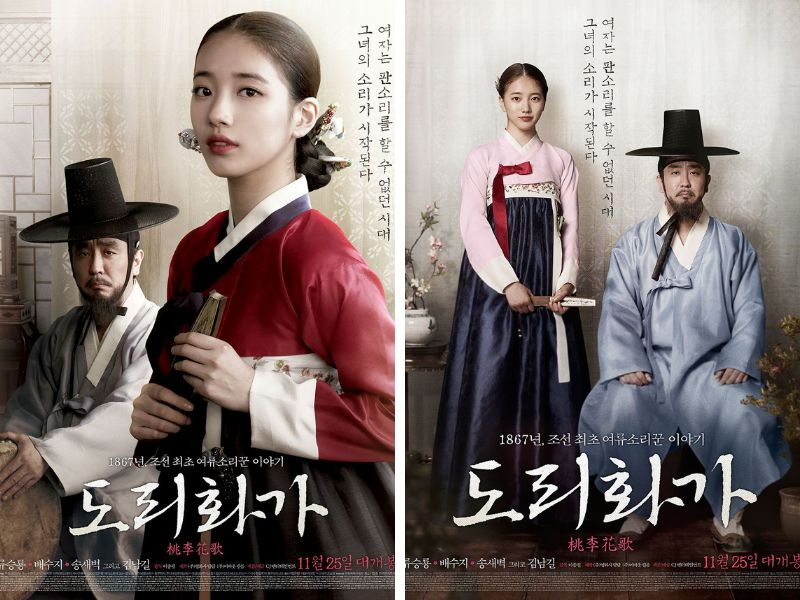 여자는 판소리를 할 수 없던 시대
그녀의 소리가 시작된다
1867년, 조선 최초 여류소리꾼 이야기
도리화가
桃李花歌
류승룡 · 배수지 · 송새벽 그리고 김남길
11월 25일 대개봉
여자는 판소리를 할 수 없던 시대
그녀의 소리가 시작된다
1867년, 조선 최초 여류소리꾼 이야기
도리화가
桃李花歌
류승룡 · 배수지 · 송새벽 그리고 김남길
11월 25일 대개봉